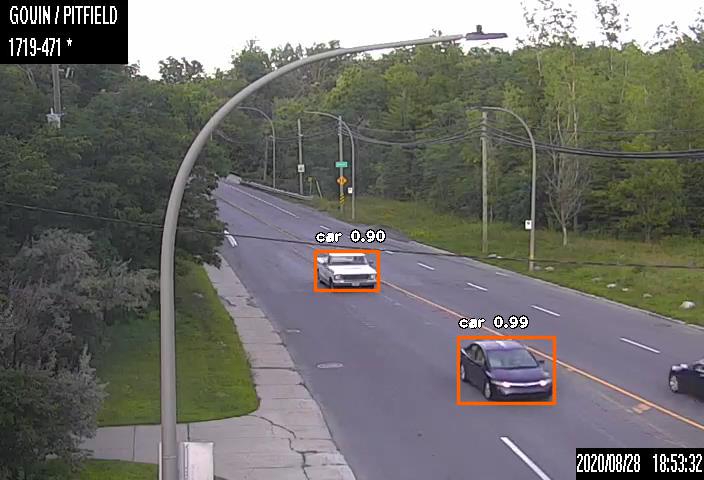 GOUIN / PITFIELD
1719-471 *
car 0.90
car 0.99
2020/08/28 18:53:32